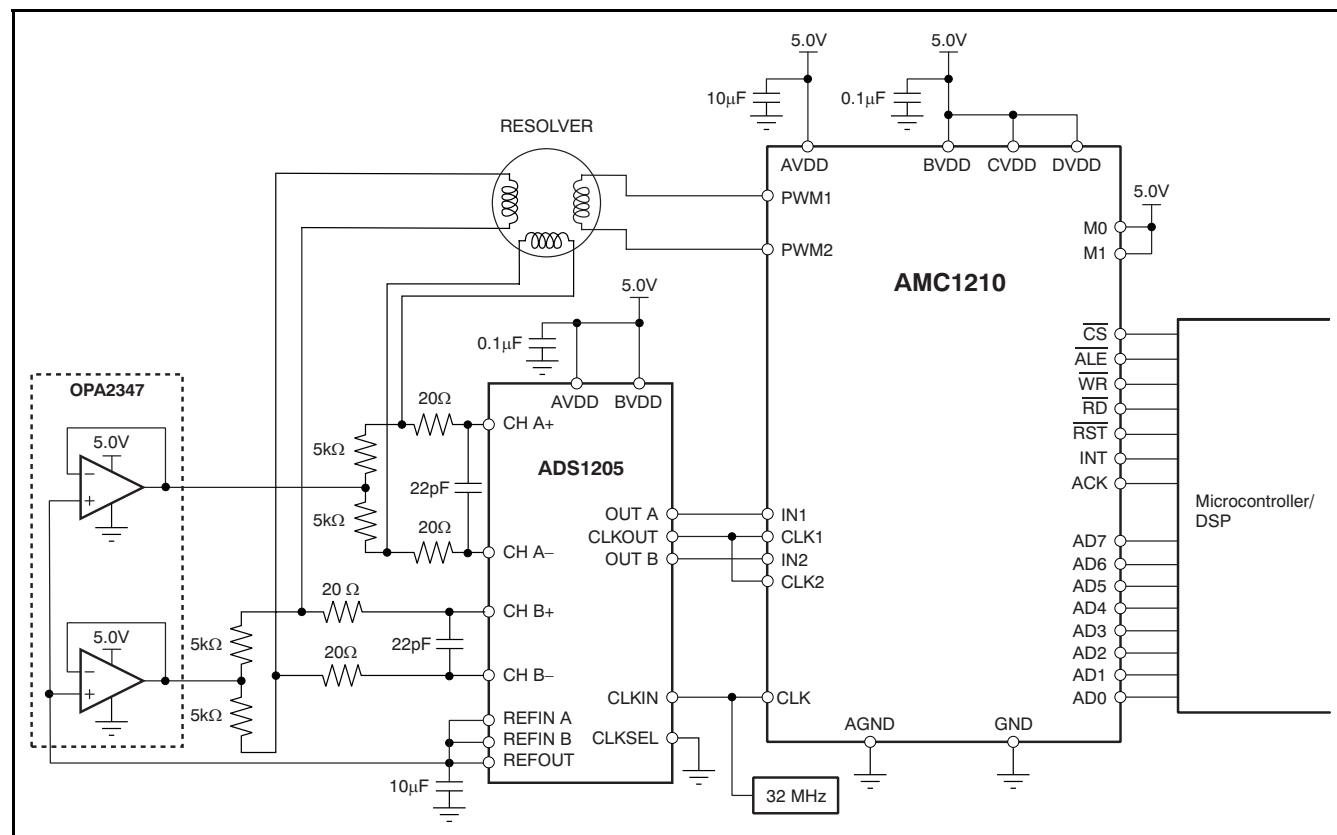 5.0V
5.0V
10µF
0.1µF
RESOLVER
AVDD
BVDD
CVDD
DVDD
PWM1
5.0V
M0
PWM2
M1
AMC1210
5.0V
0.1µF
CS
ALE
OPA2347
WR
20Ω
AVDD
BVDD
RD
CH A+
RST
5.0V
5kΩ
ADS1205
INT
–
+
22pF
ACK
Microcontroller/
DSP
OUT A
IN1
5kΩ
20Ω
CLKOUT
CLK1
AD7
CH A–
OUT B
IN2
AD6
CLK2
AD5
20 Ω
CH B+
AD4
5.0V
5kΩ
22pF
AD3
–
20Ω
AD2
+
CH B–
AD1
CLKIN
CLK
AD0
5kΩ
REFIN A
AGND
GND
REFIN B
CLKSEL
REFOUT
10µF
32 MHz